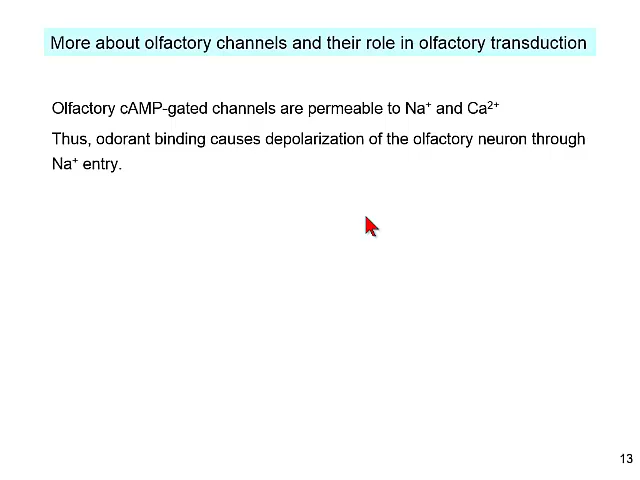 More about olfactory channels and their role in olfactory transduction
Olfactory cAMP-gated channels are permeable to Na⁺ and Ca²⁺
Thus, odorant binding causes depolarization of the olfactory neuron through
Na⁺ entry.
13